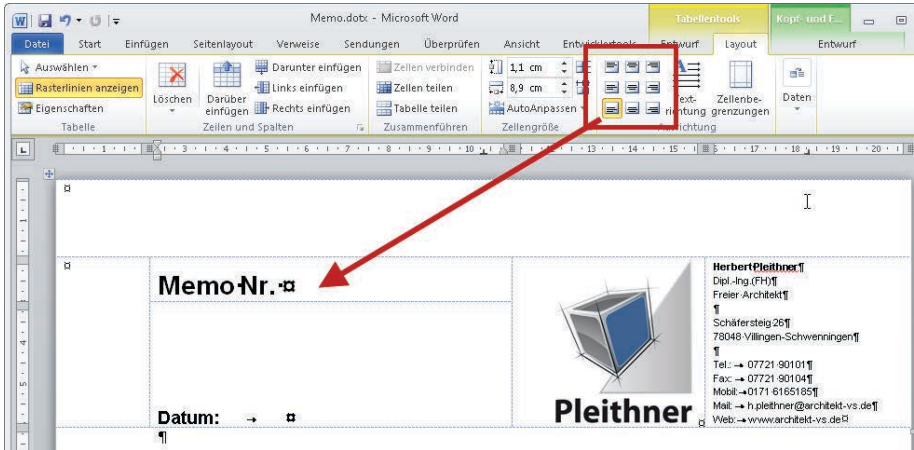 Memo.dotx - Microsoft Word
Tabellentools
Kopf- und F...
Datei Start Einfügen Seitenlayout Verweise Sendungen Überprüfen Ansicht Entwicklertools Entwurf Layout Entwurf
Auswählen
Rasterlinien anzeigen
Eigenschaften
Tabelle
Löschen
Darüber einfügen
Darunter einfügen
Links einfügen
Rechts einfügen
Zeilen und Spalten
Zellen verbinden
Zellen teilen
Tabelle teilen
Zusammenführen
1,1 cm
8,9 cm
AutoAnpassen
Zellengröße
richtung
Zellenbe-
grenzungen
Ausrichtung
Daten
Memo·Nr.·¤
Datum: → ¤
¶
Pleithner
Herbert·Pleithner¶
Dipl.-Ing.(FH)¶
Freier·Architekt¶
¶
Schäfersteig·26¶
78048·Villingen-Schwenningen¶
¶
Tel.: → 07721·90101¶
Fax: → 07721·90104¶
Mobil:→0171·6165185¶
Mail: → h.pleithner@architekt-vs.de¶
Web:→www.architekt-vs.de¤